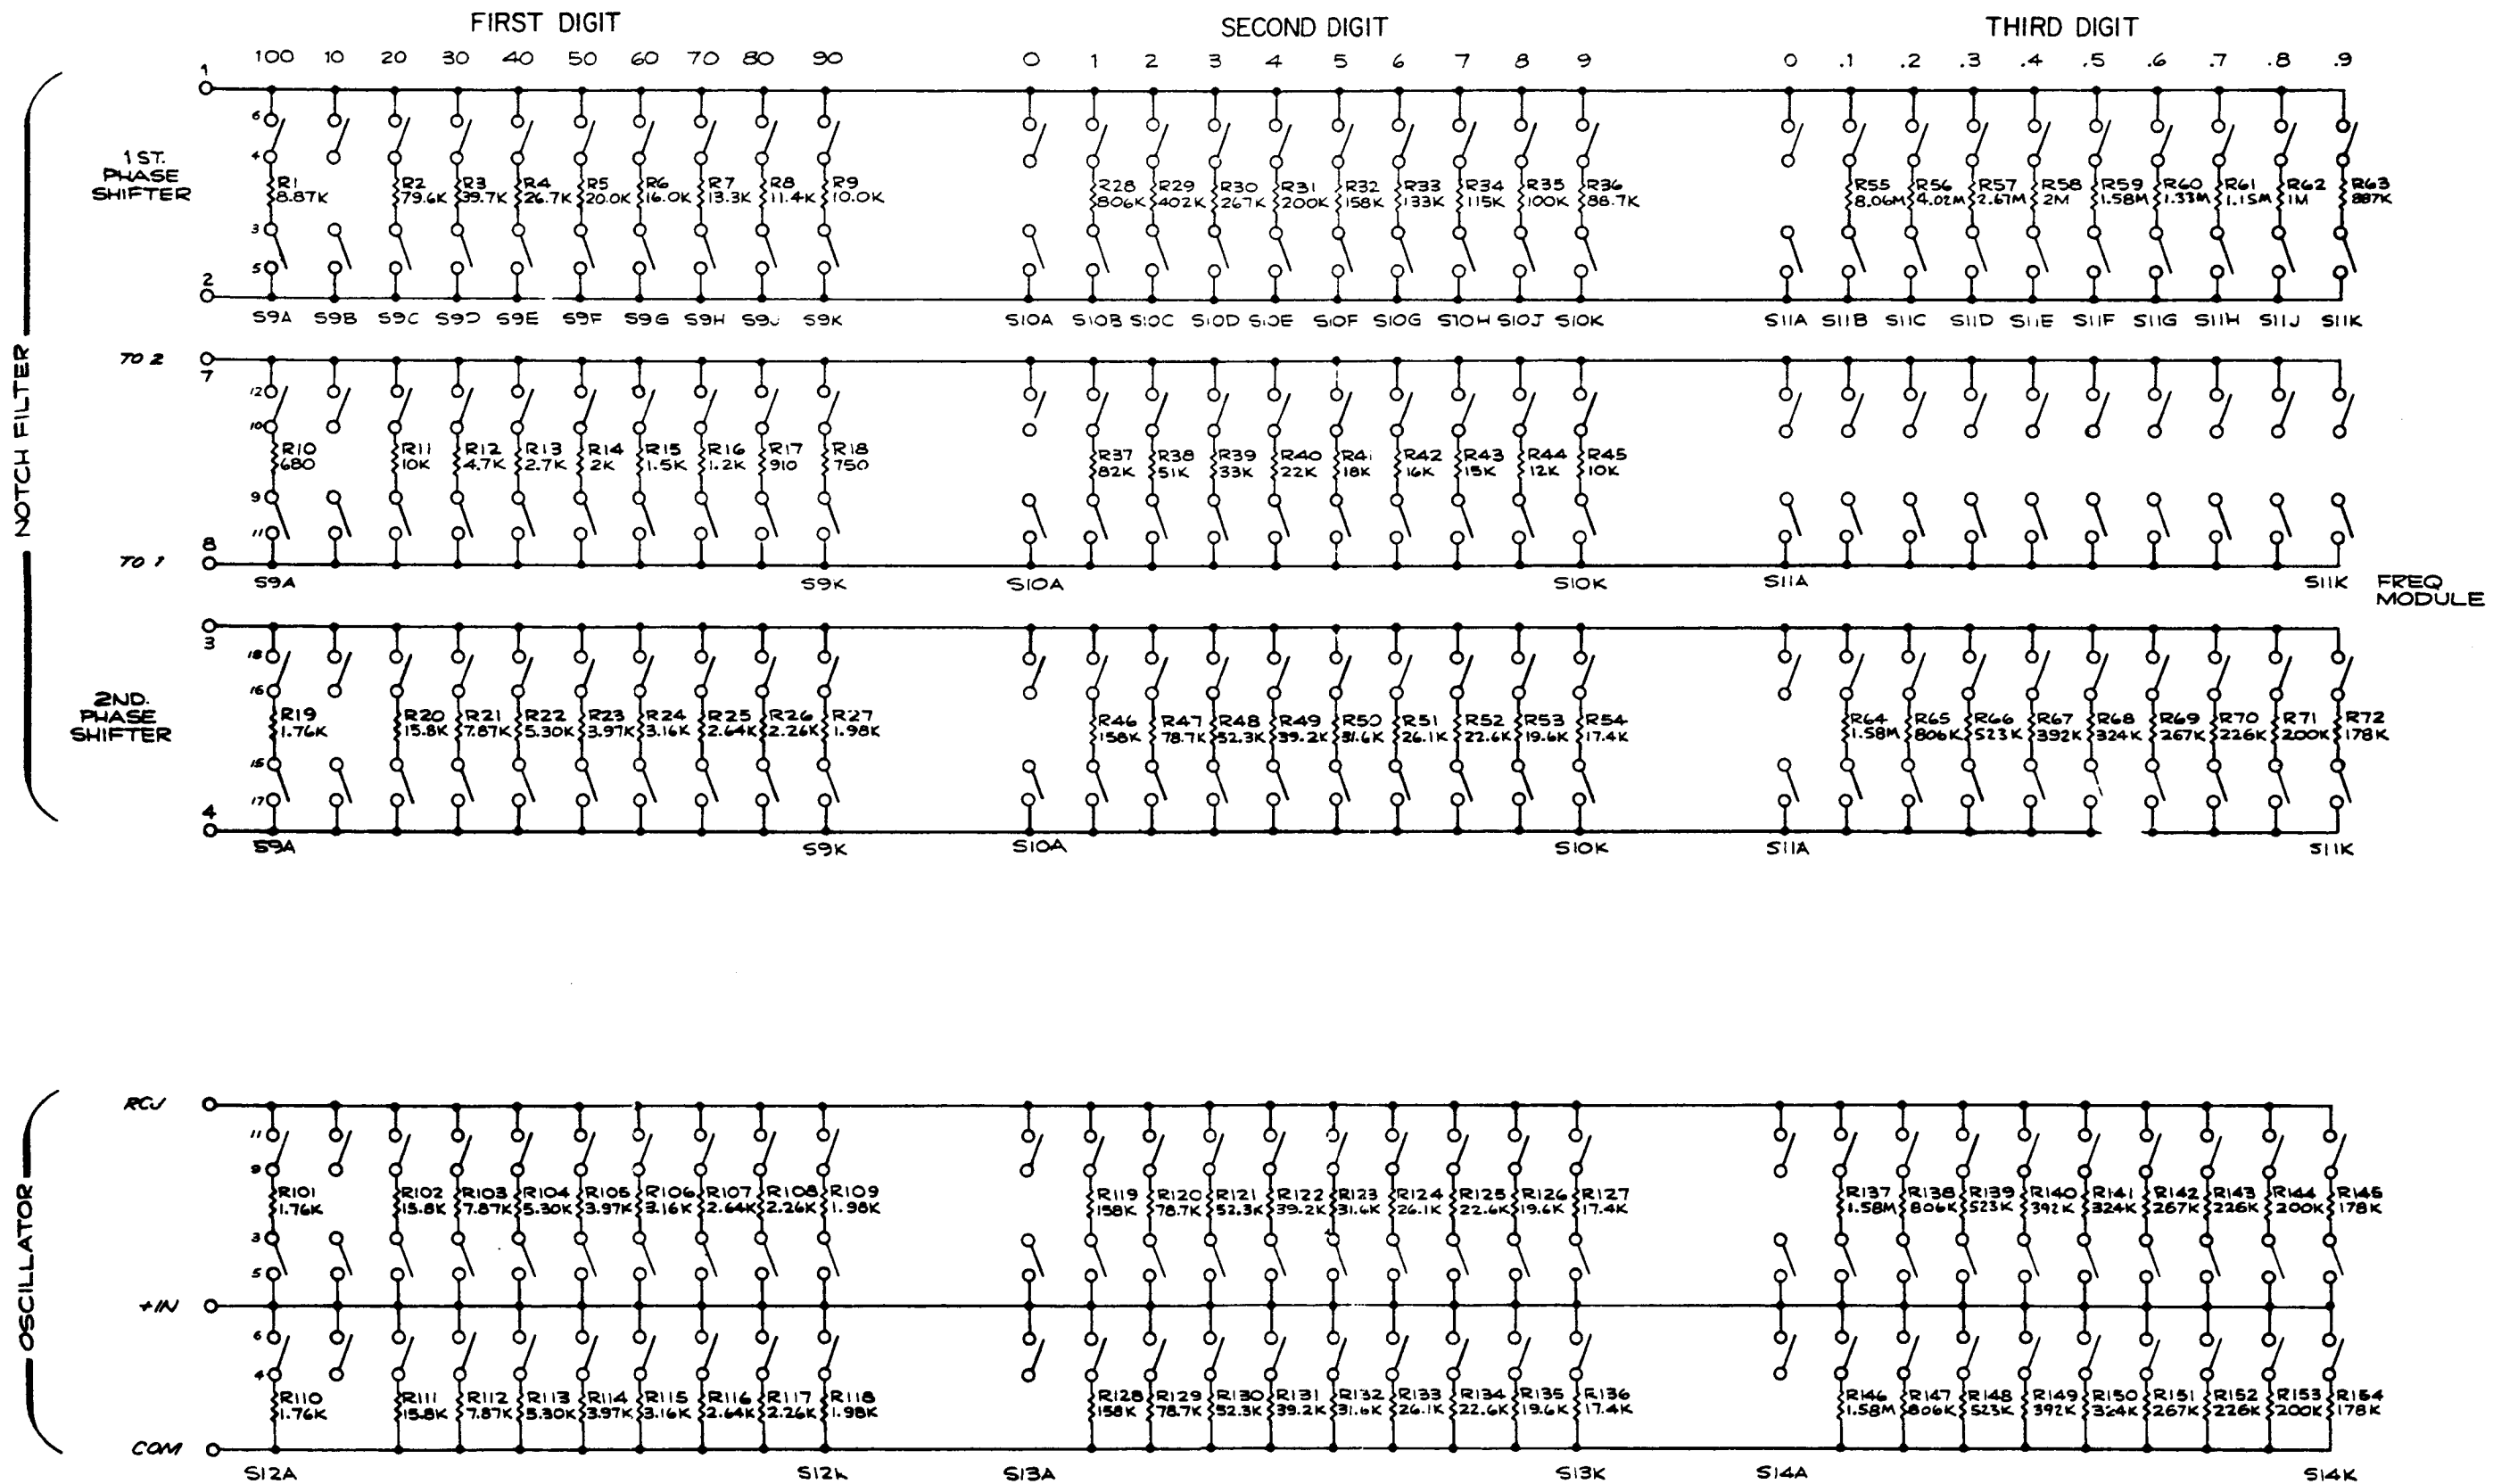 FIRST DIGIT SECOND DIGIT THIRD DIGIT
100 10 20 30 40 50 60 70 80 90 0 1 2 3 4 5 6 7 8 9 0 .1 .2 .3 .4 .5 .6 .7 .8 .9
NOTCH FILTER
1ST. PHASE SHIFTER
1
6
4
R1 R2 R3 R4 R5 R6 R7 R8 R9 R28 R29 R30 R31 R32 R33 R34 R35 R36 R55 R56 R57 R58 R59 R60 R61 R62 R63
8.87K 79.6K 39.7K 26.7K 20.0K 16.0K 13.3K 11.4K 10.0K 806K 402K 267K 200K 158K 133K 115K 100K 88.7K 8.06M 4.02M 2.67M 2M 1.58M 1.33M 1.15M 1M 887K
3
5
2
S9A S9B S9C S9D S9E S9F S9G S9H S9J S9K S10A S10B S10C S10D S10E S10F S10G S10H S10J S10K S11A S11B S11C S11D S11E S11F S11G S11H S11J S11K
TO 2
7
12
10
R10 R11 R12 R13 R14 R15 R16 R17 R18 R37 R38 R39 R40 R41 R42 R43 R44 R45
680 10K 4.7K 2.7K 2K 1.5K 1.2K 910 750 82K 51K 33K 22K 18K 16K 15K 12K 10K
9
11
8
TO 1
S9A S9K S10A S10K S11A S11K
FREQ
MODULE
3
18
16
2ND.
PHASE
SHIFTER
R19 R20 R21 R22 R23 R24 R25 R26 R27 R46 R47 R48 R49 R50 R51 R52 R53 R54 R64 R65 R66 R67 R68 R69 R70 R71 R72
1.76K 15.8K 7.87K 5.30K 3.97K 3.16K 2.64K 2.26K 1.98K 158K 78.7K 52.3K 39.2K 31.6K 26.1K 22.6K 19.6K 17.4K 1.58M 806K 523K 392K 324K 267K 226K 200K 178K
15
17
4
S9A S9K S10A S10K S11A S11K
OSCILLATOR
RCJ
11
9
R101 R102 R103 R104 R105 R106 R107 R108 R109 R119 R120 R121 R122 R123 R124 R125 R126 R127 R137 R138 R139 R140 R141 R142 R143 R144 R145
1.76K 15.8K 7.87K 5.30K 3.97K 3.16K 2.64K 2.26K 1.98K 158K 78.7K 52.3K 39.2K 31.6K 26.1K 22.6K 19.6K 17.4K 1.58M 806K 523K 392K 324K 267K 226K 200K 178K
3
5
+IN
6
4
R110 R111 R112 R113 R114 R115 R116 R117 R118 R128 R129 R130 R131 R132 R133 R134 R135 R136 R146 R147 R148 R149 R150 R151 R152 R153 R154
1.76K 15.8K 7.87K 5.30K 3.97K 3.16K 2.64K 2.26K 1.98K 158K 78.7K 52.3K 39.2K 31.6K 26.1K 22.6K 19.6K 17.4K 1.58M 806K 523K 392K 324K 267K 226K 200K 178K
COM
S12A S12K S13A S13K S14A S14K